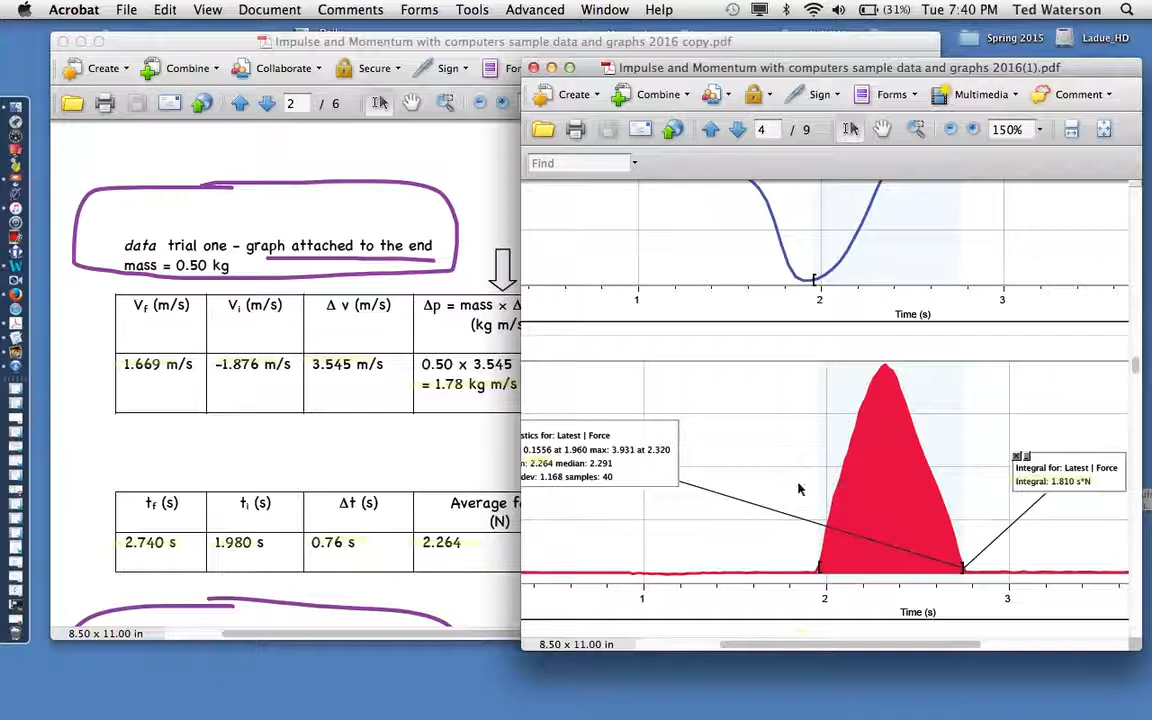 Acrobat File Edit View Window Document Comments Forms Tools Advanced Window Help (31%) Tue 7:40 PM Ted Waterson
Spring 2015 Ladue_HD
Impulse and Momentum with computers sample data and graphs 2016 copy.pdf
Create Combine Collaborate Secure Sign For
2 / 6
data trial one - graph attached to the end
mass = 0.50 kg
Vf (m/s) Vi (m/s) Δ v (m/s) Δp = mass × Δ
(kg m/s
1.669 m/s -1.876 m/s 3.545 m/s 0.50 x 3.545
= 1.78 kg m/s
tf (s) ti (s) Δt (s) Average f
(N)
2.740 s 1.980 s 0.76 s 2.264
8.50 x 11.00 in
Impulse and Momentum with computers sample data and graphs 2016(1).pdf
Create Combine Sign Forms Multimedia Comment
4 / 9 150%
Find
1 2 3
Time (s)
stics for: Latest | Force
0.1556 at 1.960 max: 3.931 at 2.320
n: 2.264 median: 2.291
dev: 1.168 samples: 40
Integral for: Latest | Force
Integral: 1.810 s*N
1 2 3
Time (s)
8.50 x 11.00 in